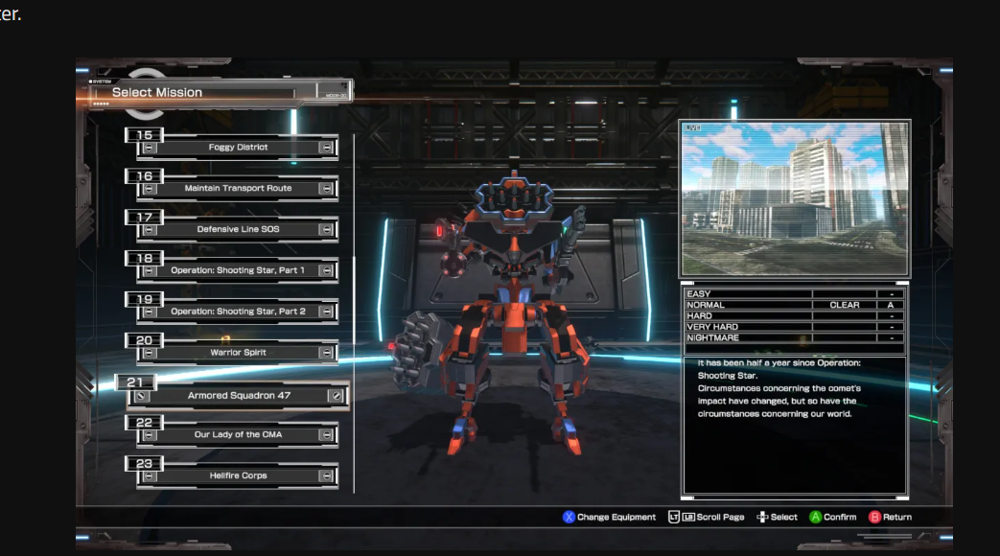 ter.
SYSTEM
Select Mission
15
Foggy District
16
Maintain Transport Route
17
Defensive Line SOS
18
Operation: Shooting Star, Part 1
19
Operation: Shooting Star, Part 2
20
Warrior Spirit
21
Armored Squadron 47
22
Our Lady of the CMA
23
Hellfire Corps
LIVE
EASY -
NORMAL CLEAR A
HARD -
VERY HARD -
NIGHTMARE -
It has been half a year since Operation:
Shooting Star.
Circumstances concerning the comet's
impact have changed, but so have the
circumstances concerning our world.
X Change Equipment LT LB Scroll Page Select A Confirm B Return